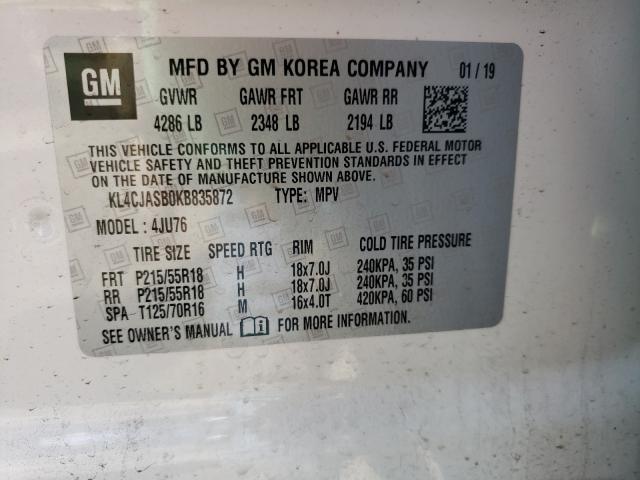 GM MFD BY GM KOREA COMPANY 01 / 19
GVWR GAWR FRT GAWR RR
4286 LB 2348 LB 2194 LB
THIS VEHICLE CONFORMS TO ALL APPLICABLE U.S. FEDERAL MOTOR
VEHICLE SAFETY AND THEFT PREVENTION STANDARDS IN EFFECT
ON THE DATE OF MANUFACTURE SHOWN ABOVE.
KL4CJASB0KB835872 TYPE: MPV
MODEL : 4JU76
TIRE SIZE SPEED RTG RIM COLD TIRE PRESSURE
FRT P215/55R18 H 18x7.0J 240KPA, 35 PSI
RR P215/55R18 H 18x7.0J 240KPA, 35 PSI
SPA T125/70R16 M 16x4.0T 420KPA, 60 PSI
SEE OWNER'S MANUAL FOR MORE INFORMATION.